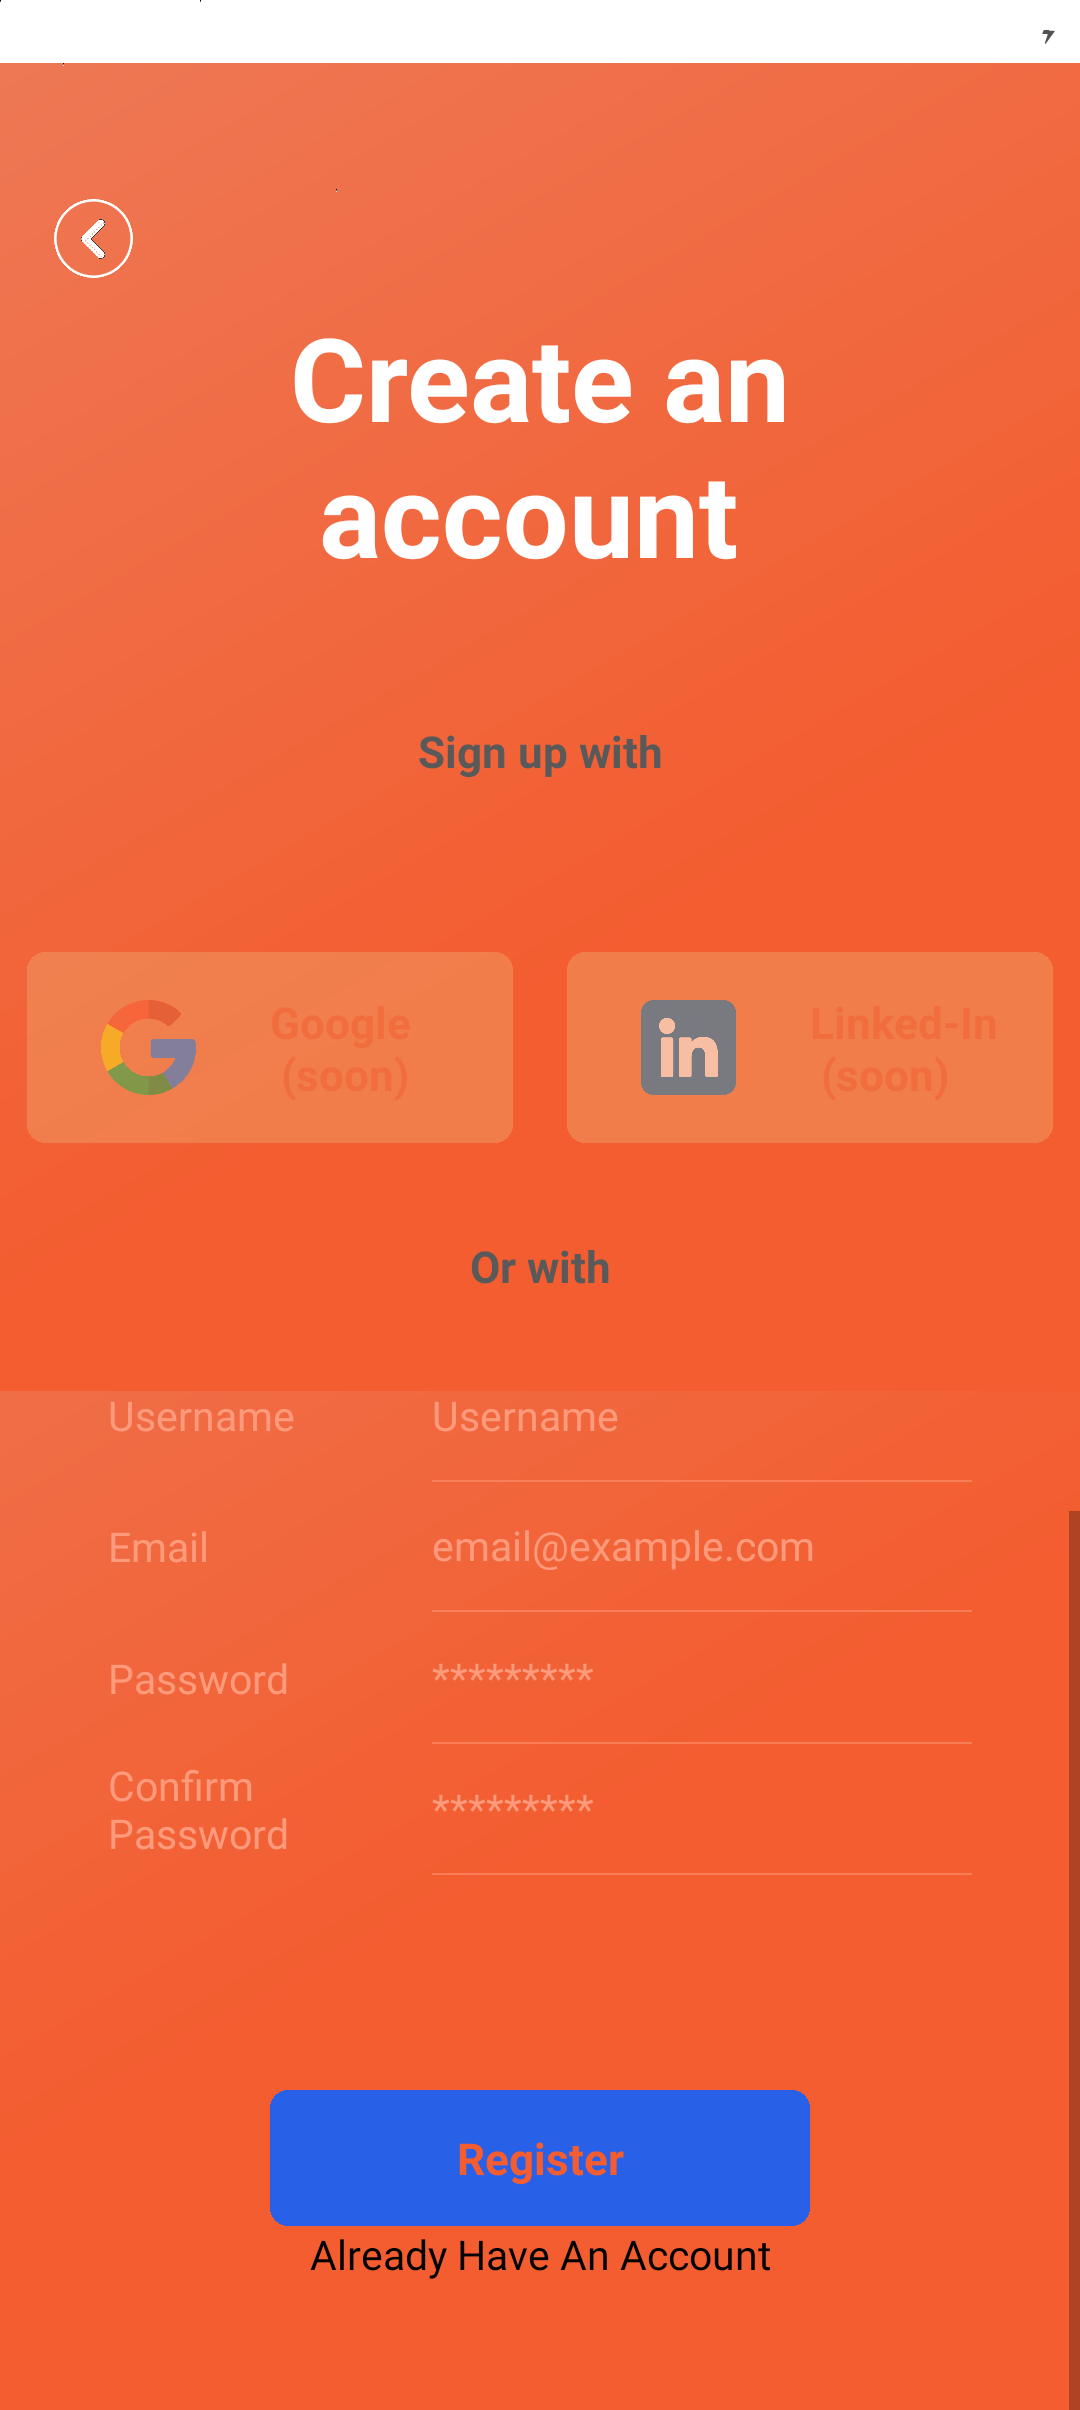 Create an
account
Sign up with
Google
(soon)
in
Linked-In
(soon)
Or with
Username
Username
Email
email@example.com
Password
*********
Confirm
Password
*********
Register
Already Have An Account